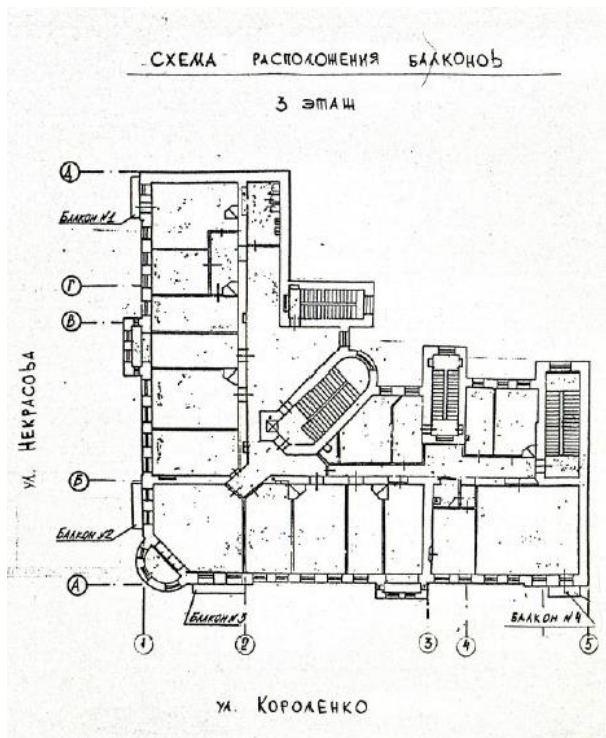 СХЕМА РАСПОЛОЖЕНИЯ БАЛКОНОВ
3 ЭТАЖ
Д
БАЛКОН №1
Г
В
УЛ. НЕКРАСОВА
Б
БАЛКОН №2
А
БАЛКОН №3
БАЛКОН №4
1
2
3
4
5
УЛ. КОРОЛЕНКО